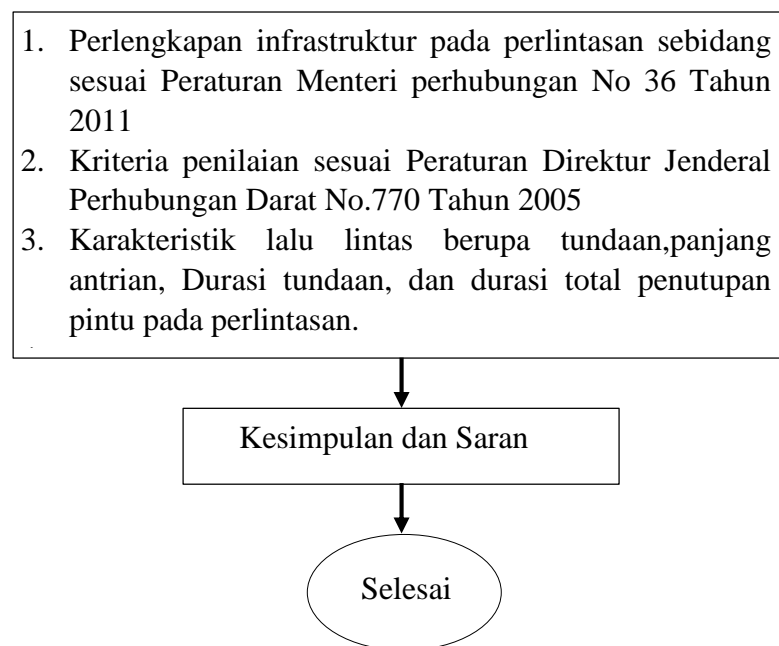 1. Perlengkapan infrastruktur pada perlintasan sebidang
sesuai Peraturan Menteri perhubungan No 36 Tahun
2011
2. Kriteria penilaian sesuai Peraturan Direktur Jenderal
Perhubungan Darat No.770 Tahun 2005
3. Karakteristik lalu lintas berupa tundaan,panjang
antrian, Durasi tundaan, dan durasi total penutupan
pintu pada perlintasan.
Kesimpulan dan Saran
Selesai